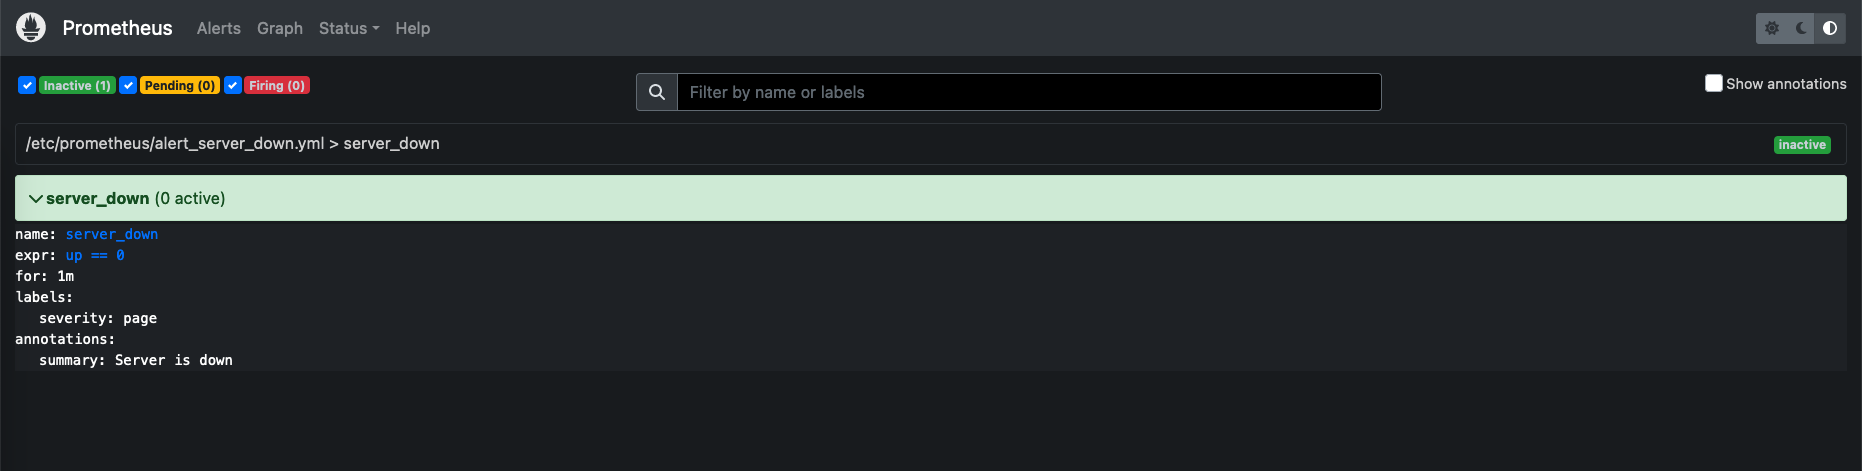 Prometheus Alerts Graph Status Help
Inactive (1) Pending (0) Firing (0) Filter by name or labels Show annotations
/etc/prometheus/alert_server_down.yml > server_down inactive
server_down (0 active)
name: server_down
expr: up == 0
for: 1m
labels:
severity: page
annotations:
summary: Server is down